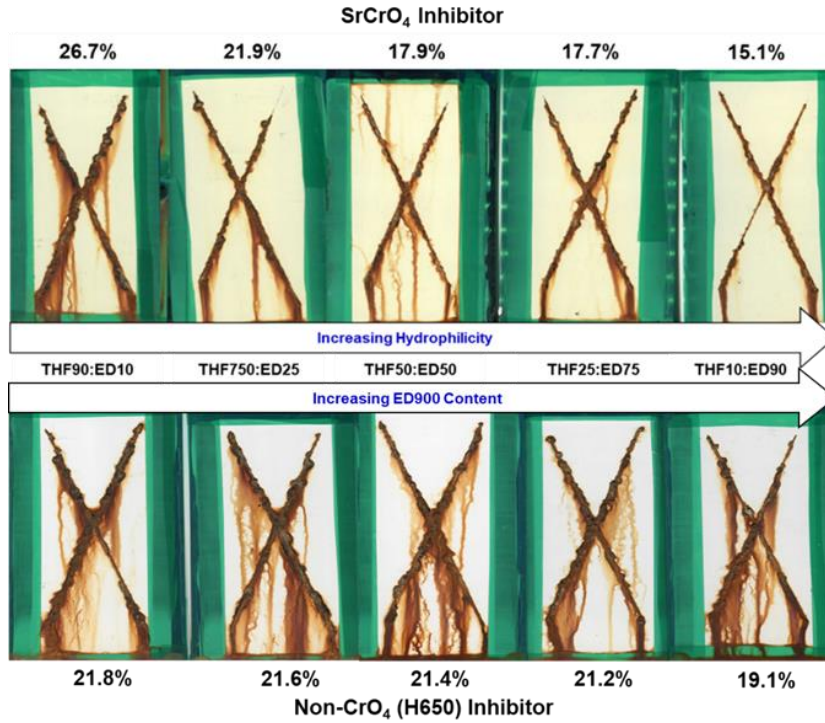 SrCrO4 Inhibitor
26.7% 21.9% 17.9% 17.7% 15.1%
Increasing Hydrophilicity
THF90:ED10 THF750:ED25 THF50:ED50 THF25:ED75 THF10:ED90
Increasing ED900 Content
21.8% 21.6% 21.4% 21.2% 19.1%
Non-CrO4 (H650) Inhibitor